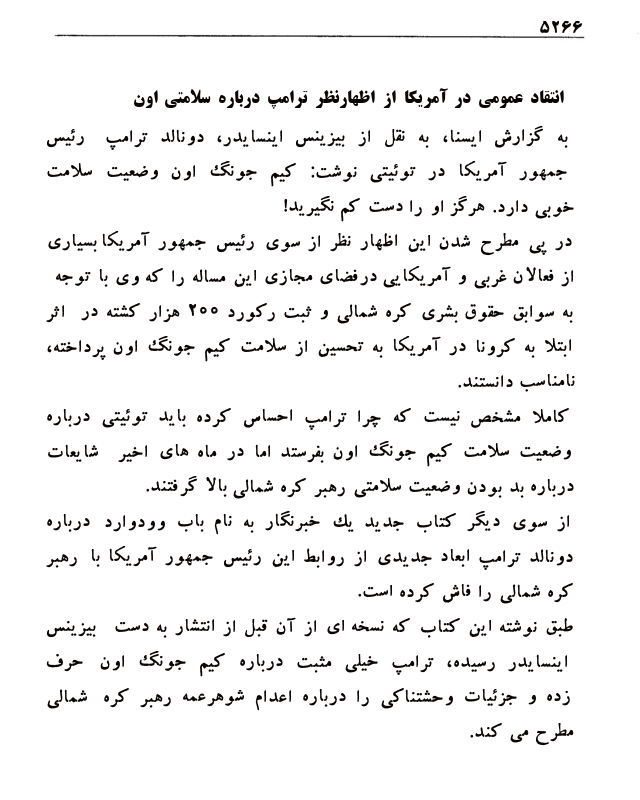 ۵۲۶۶
انتقاد عمومی در آمریکا از اظهارنظر ترامپ درباره سلامتی اون
به گزارش ایسنا، به نقل از بیزینس اینسایدر، دونالد ترامپ رئیس
جمهور آمریکا در توئیتی نوشت: کیم جونگ اون وضعیت سلامت
خوبی دارد. هرگز او را دست کم نگیرید!
در پی مطرح شدن این اظهار نظر از سوی رئیس جمهور آمریکا بسیاری
از فعالان غربی و آمریکایی درفضای مجازی این مساله را که وی با توجه
به سوابق حقوق بشری کره شمالی و ثبت رکورد ۲۰۰ هزار کشته در اثر
ابتلا به کرونا در آمریکا به تحسین از سلامت کیم جونگ اون پرداخته،
نامناسب دانستند.
کاملا مشخص نیست که چرا ترامپ احساس کرده باید توئیتی درباره
وضعیت سلامت کیم جونگ اون بفرستد اما در ماه های اخیر شایعات
درباره بد بودن وضعیت سلامتی رهبر کره شمالی بالا گرفتند.
از سوی دیگر کتاب جدید یك خبرنگار به نام باب وودوارد درباره
دونالد ترامپ ابعاد جدیدی از روابط این رئیس جمهور آمریکا با رهبر
کره شمالی را فاش کرده است.
طبق نوشته این کتاب که نسخه ای از آن قبل از انتشار به دست بیزینس
اینسایدر رسیده، ترامپ خیلی مثبت درباره کیم جونگ اون حرف
زده و جزئیات وحشتناکی را درباره اعدام شوهرعمه رهبر کره شمالی
مطرح می کند.